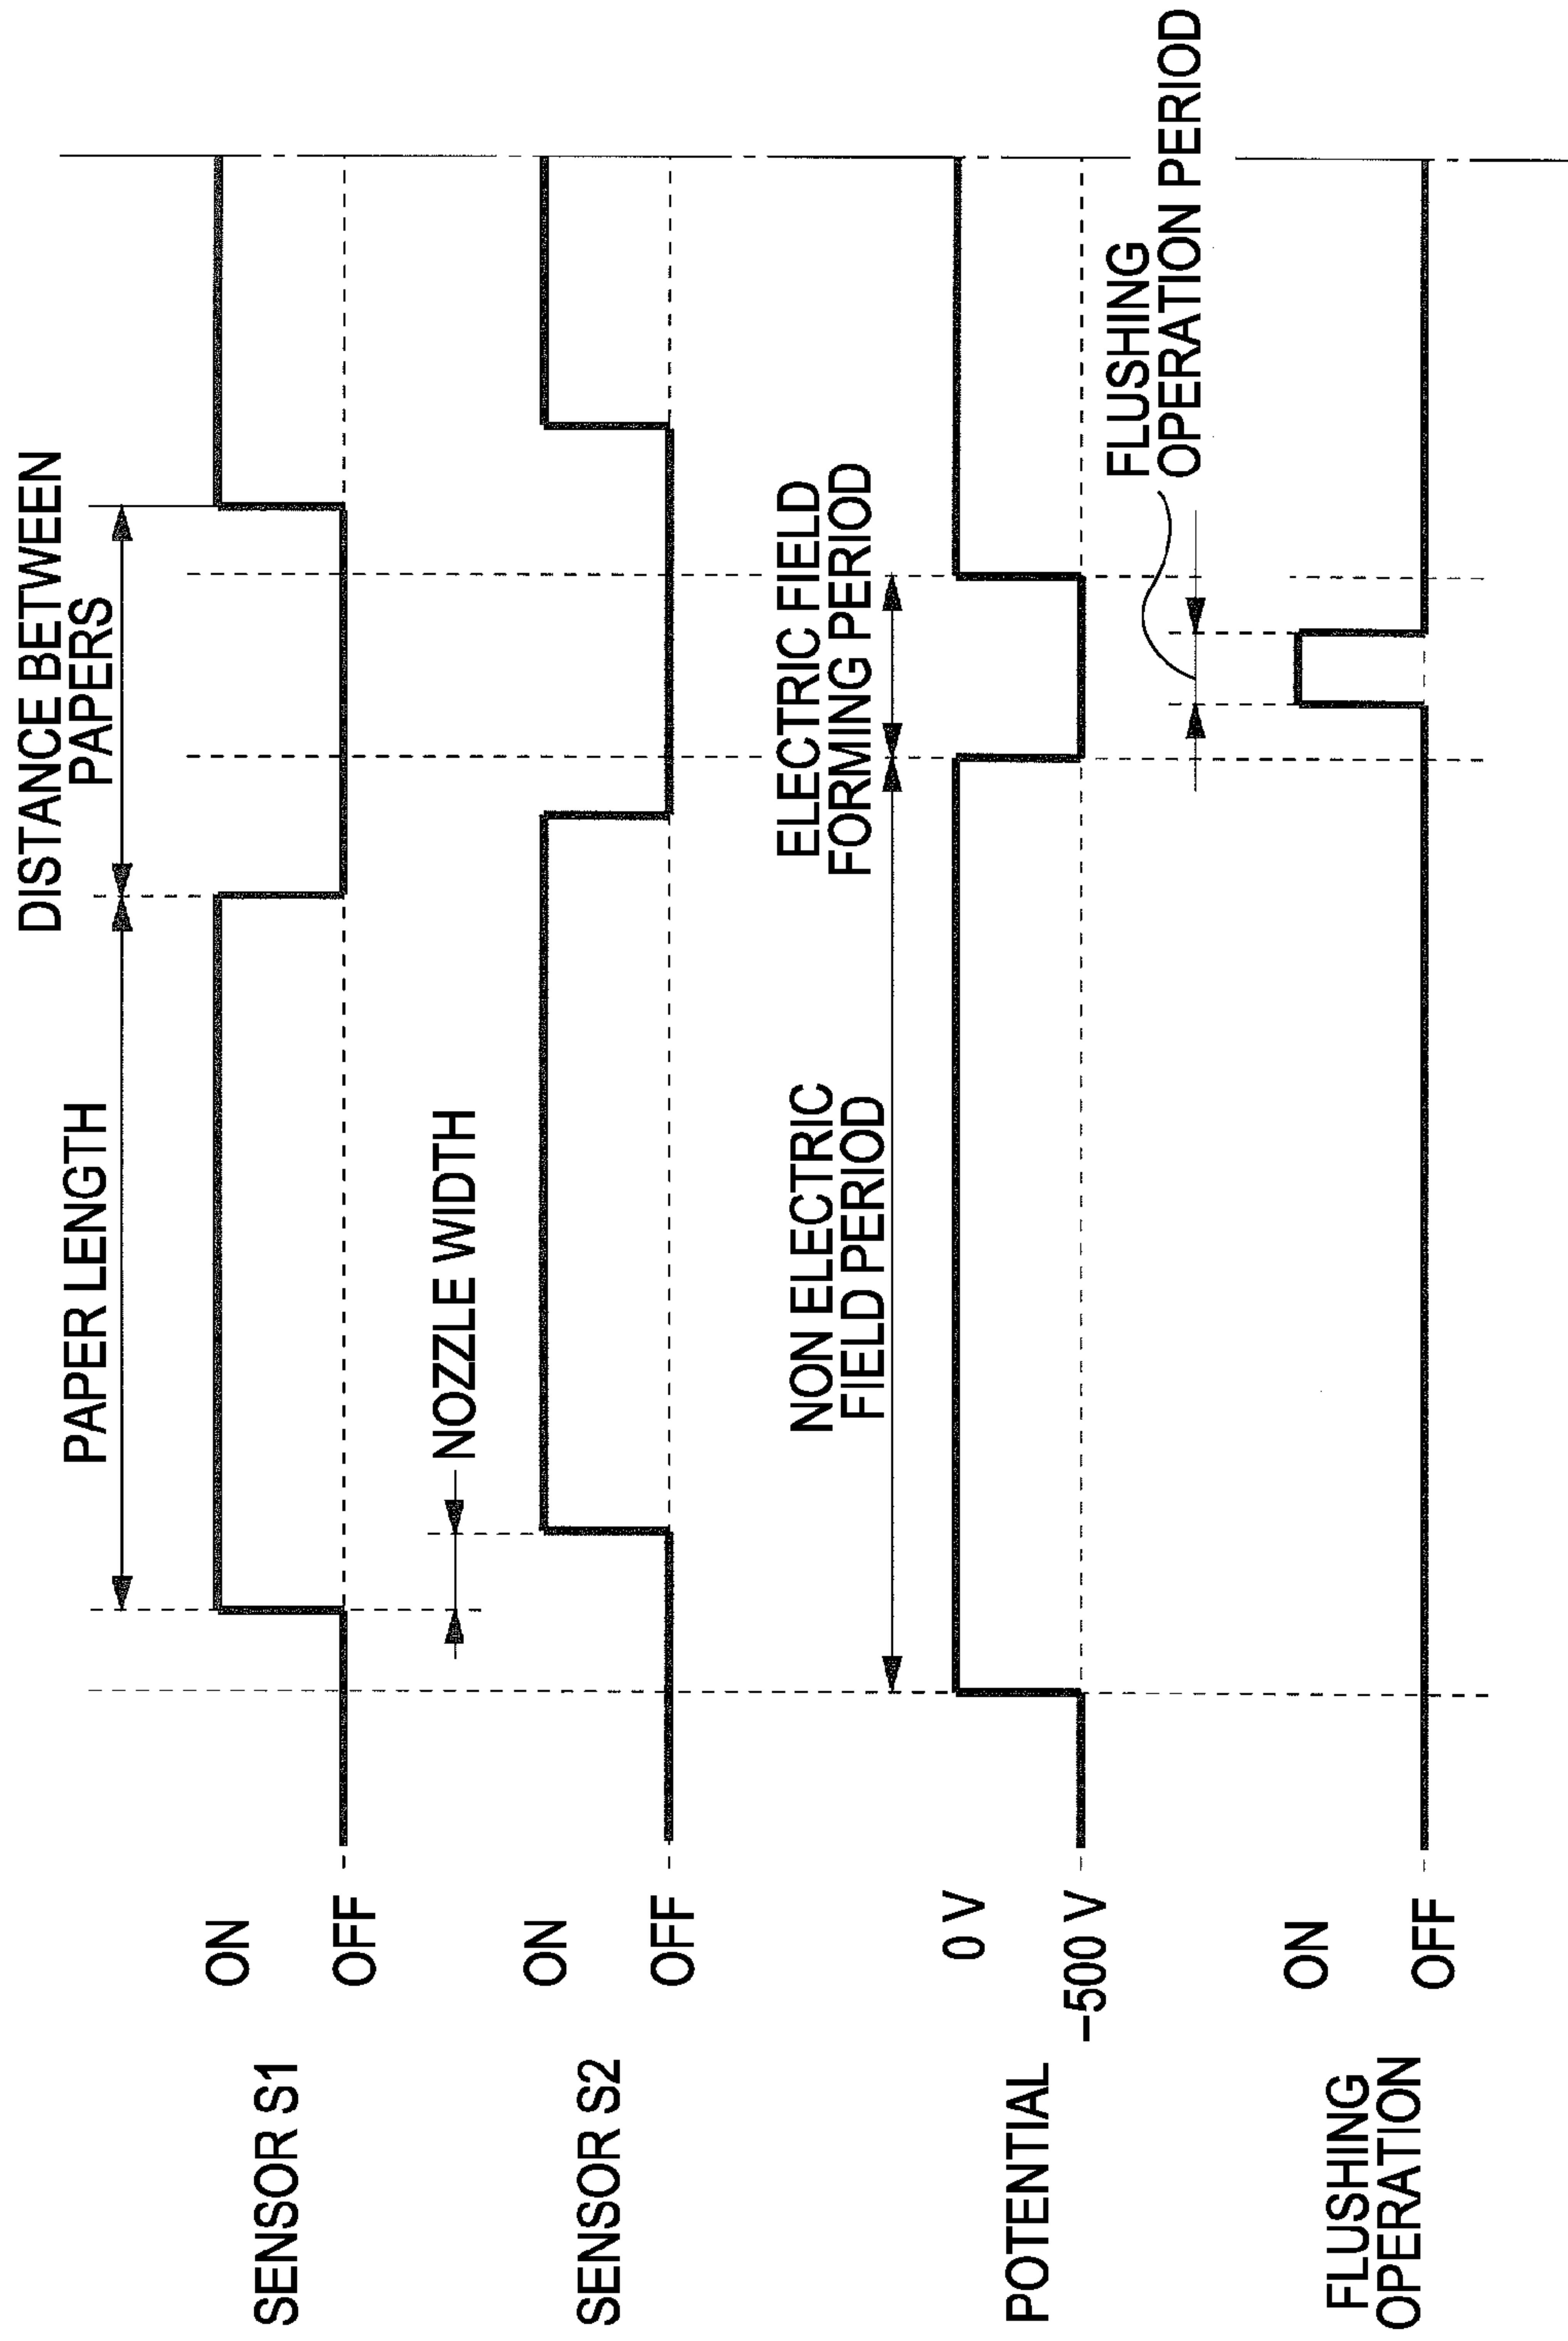 DISTANCE BETWEEN
PAPERS
PAPER LENGTH
SENSOR S1
ON
OFF
NOZZLE WIDTH
SENSOR S2
ON
OFF
ELECTRIC FIELD
FORMING PERIOD
NON ELECTRIC
FIELD PERIOD
POTENTIAL
0 V
−500 V
FLUSHING
OPERATION PERIOD
FLUSHING
OPERATION
ON
OFF